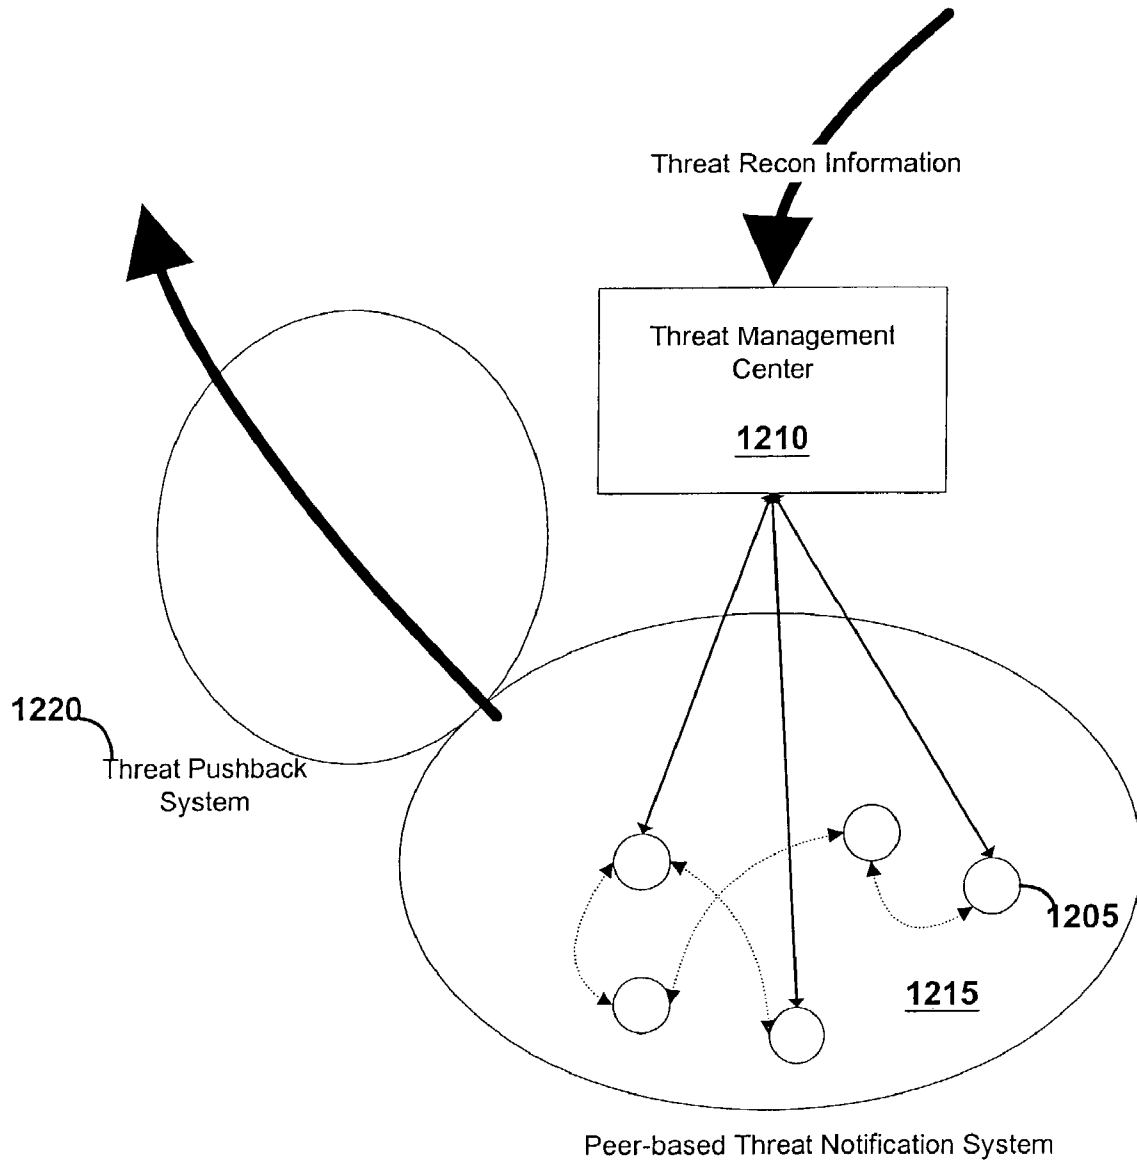 Threat Recon Information
Threat Management
Center
1210
1220
Threat Pushback
System
1205
1215
Peer-based Threat Notification System